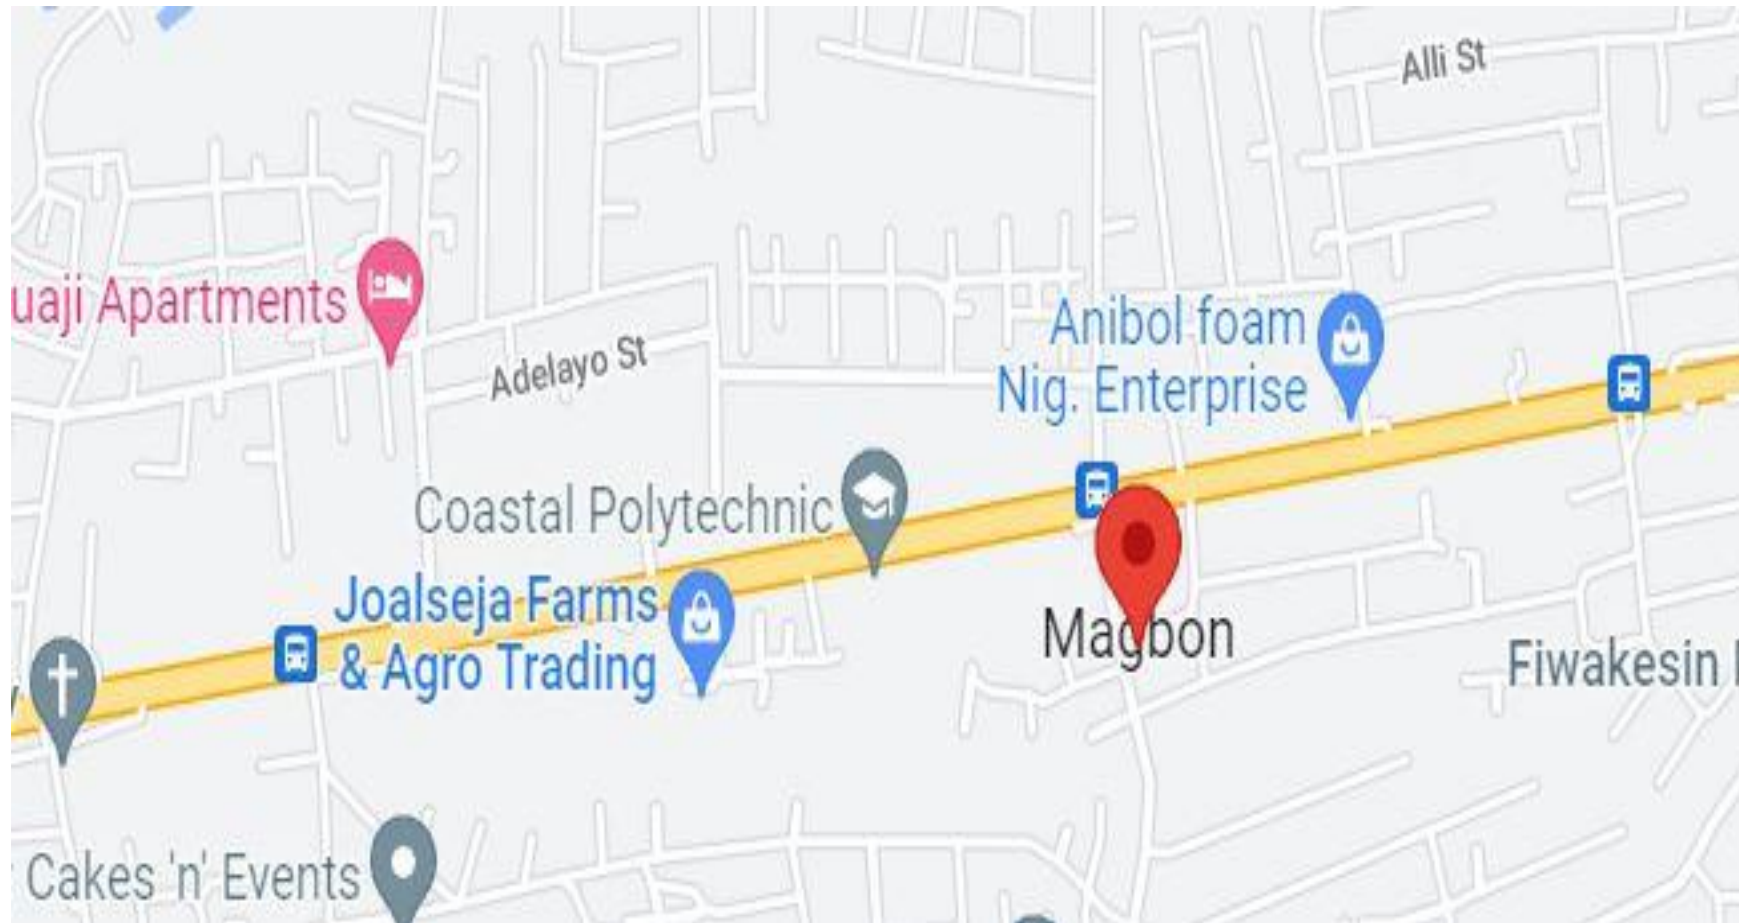 Alli St
uaji Apartments
Anibol foam
Nig. Enterprise
Adelayo St
Coastal Polytechnic
Joalseja Farms
& Agro Trading
Magbon
Fiwakesin
y
Cakes 'n' Events